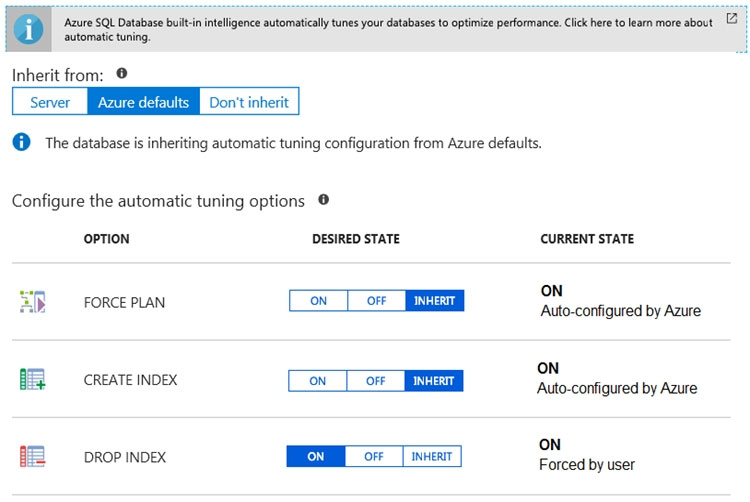 Azure SQL Database built-in intelligence automatically tunes your databases to optimize performance. Click here to learn more about
automatic tuning.
Inherit from:
Server Azure defaults Don't inherit
The database is inheriting automatic tuning configuration from Azure defaults.
Configure the automatic tuning options
OPTION DESIRED STATE CURRENT STATE
FORCE PLAN ON OFF INHERIT ON
Auto-configured by Azure
CREATE INDEX ON OFF INHERIT ON
Auto-configured by Azure
DROP INDEX ON OFF INHERIT ON
Forced by user